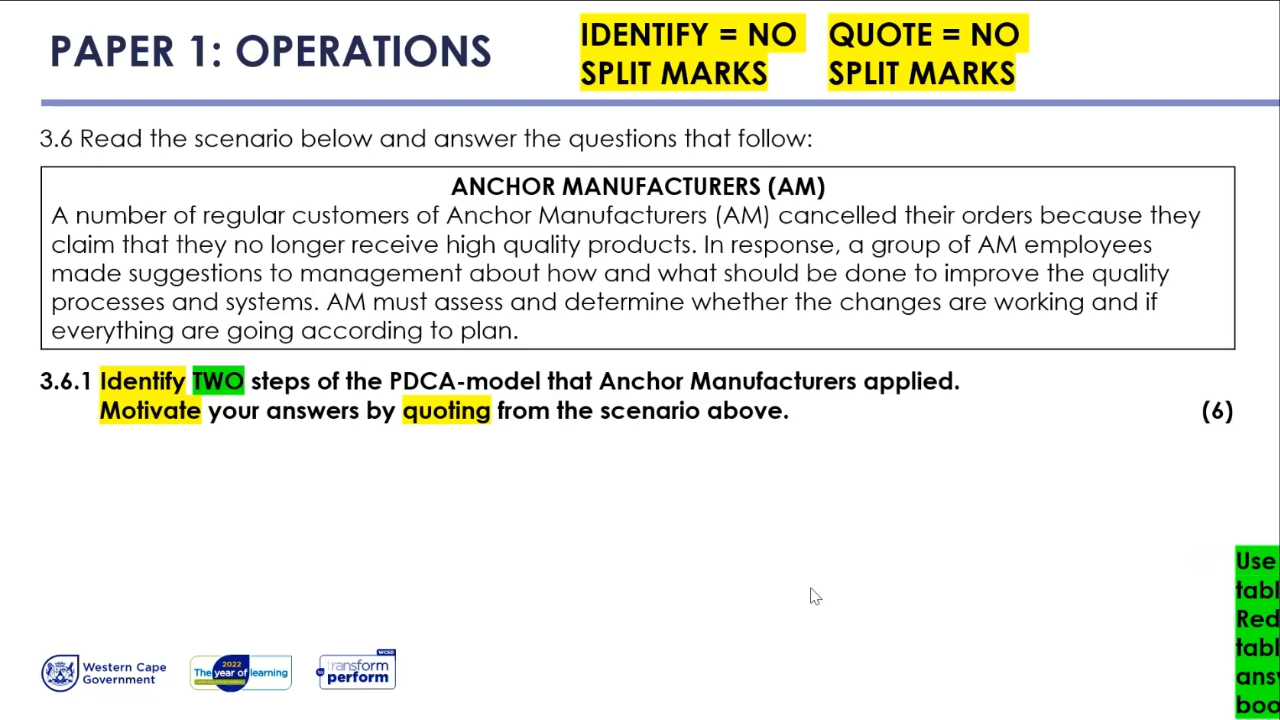 PAPER 1: OPERATIONS
IDENTIFY = NO
SPLIT MARKS
QUOTE = NO
SPLIT MARKS
3.6 Read the scenario below and answer the questions that follow:
ANCHOR MANUFACTURERS (AM)
A number of regular customers of Anchor Manufacturers (AM) cancelled their orders because they
claim that they no longer receive high quality products. In response, a group of AM employees
made suggestions to management about how and what should be done to improve the quality
processes and systems. AM must assess and determine whether the changes are working and if
everything are going according to plan.
3.6.1 Identify TWO steps of the PDCA-model that Anchor Manufacturers applied.
Motivate your answers by quoting from the scenario above. (6)
Use
Red
Western Cape
Government
2022
The year of learning
WCED
transform
to perform